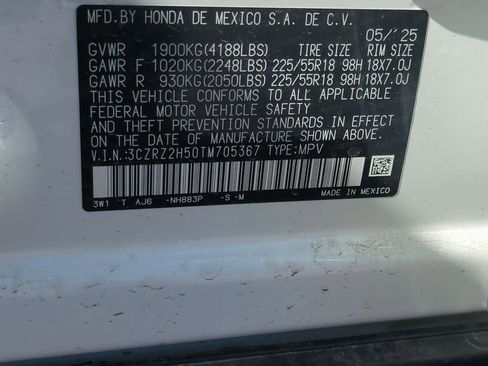 MFD.BY HONDA DE MEXICO S.A. DE C.V.
05/'25
GVWR 1900KG(4188LBS) TIRE SIZE RIM SIZE
GAWR F 1020KG(2248LBS) 225/55R18 98H 18X7.0J
GAWR R 930KG(2050LBS) 225/55R18 98H 18X7.0J
THIS VEHICLE CONFORMS TO ALL APPLICABLE
FEDERAL MOTOR VEHICLE SAFETY
AND THEFT PREVENTION STANDARDS IN EFFECT
ON THE DATE OF MANUFACTURE SHOWN ABOVE.
V.I.N.:3CZRZ2H50TM705367 TYPE:MPV
3W1 T AJ6 -NH883P -S -M
MADE IN MEXICO